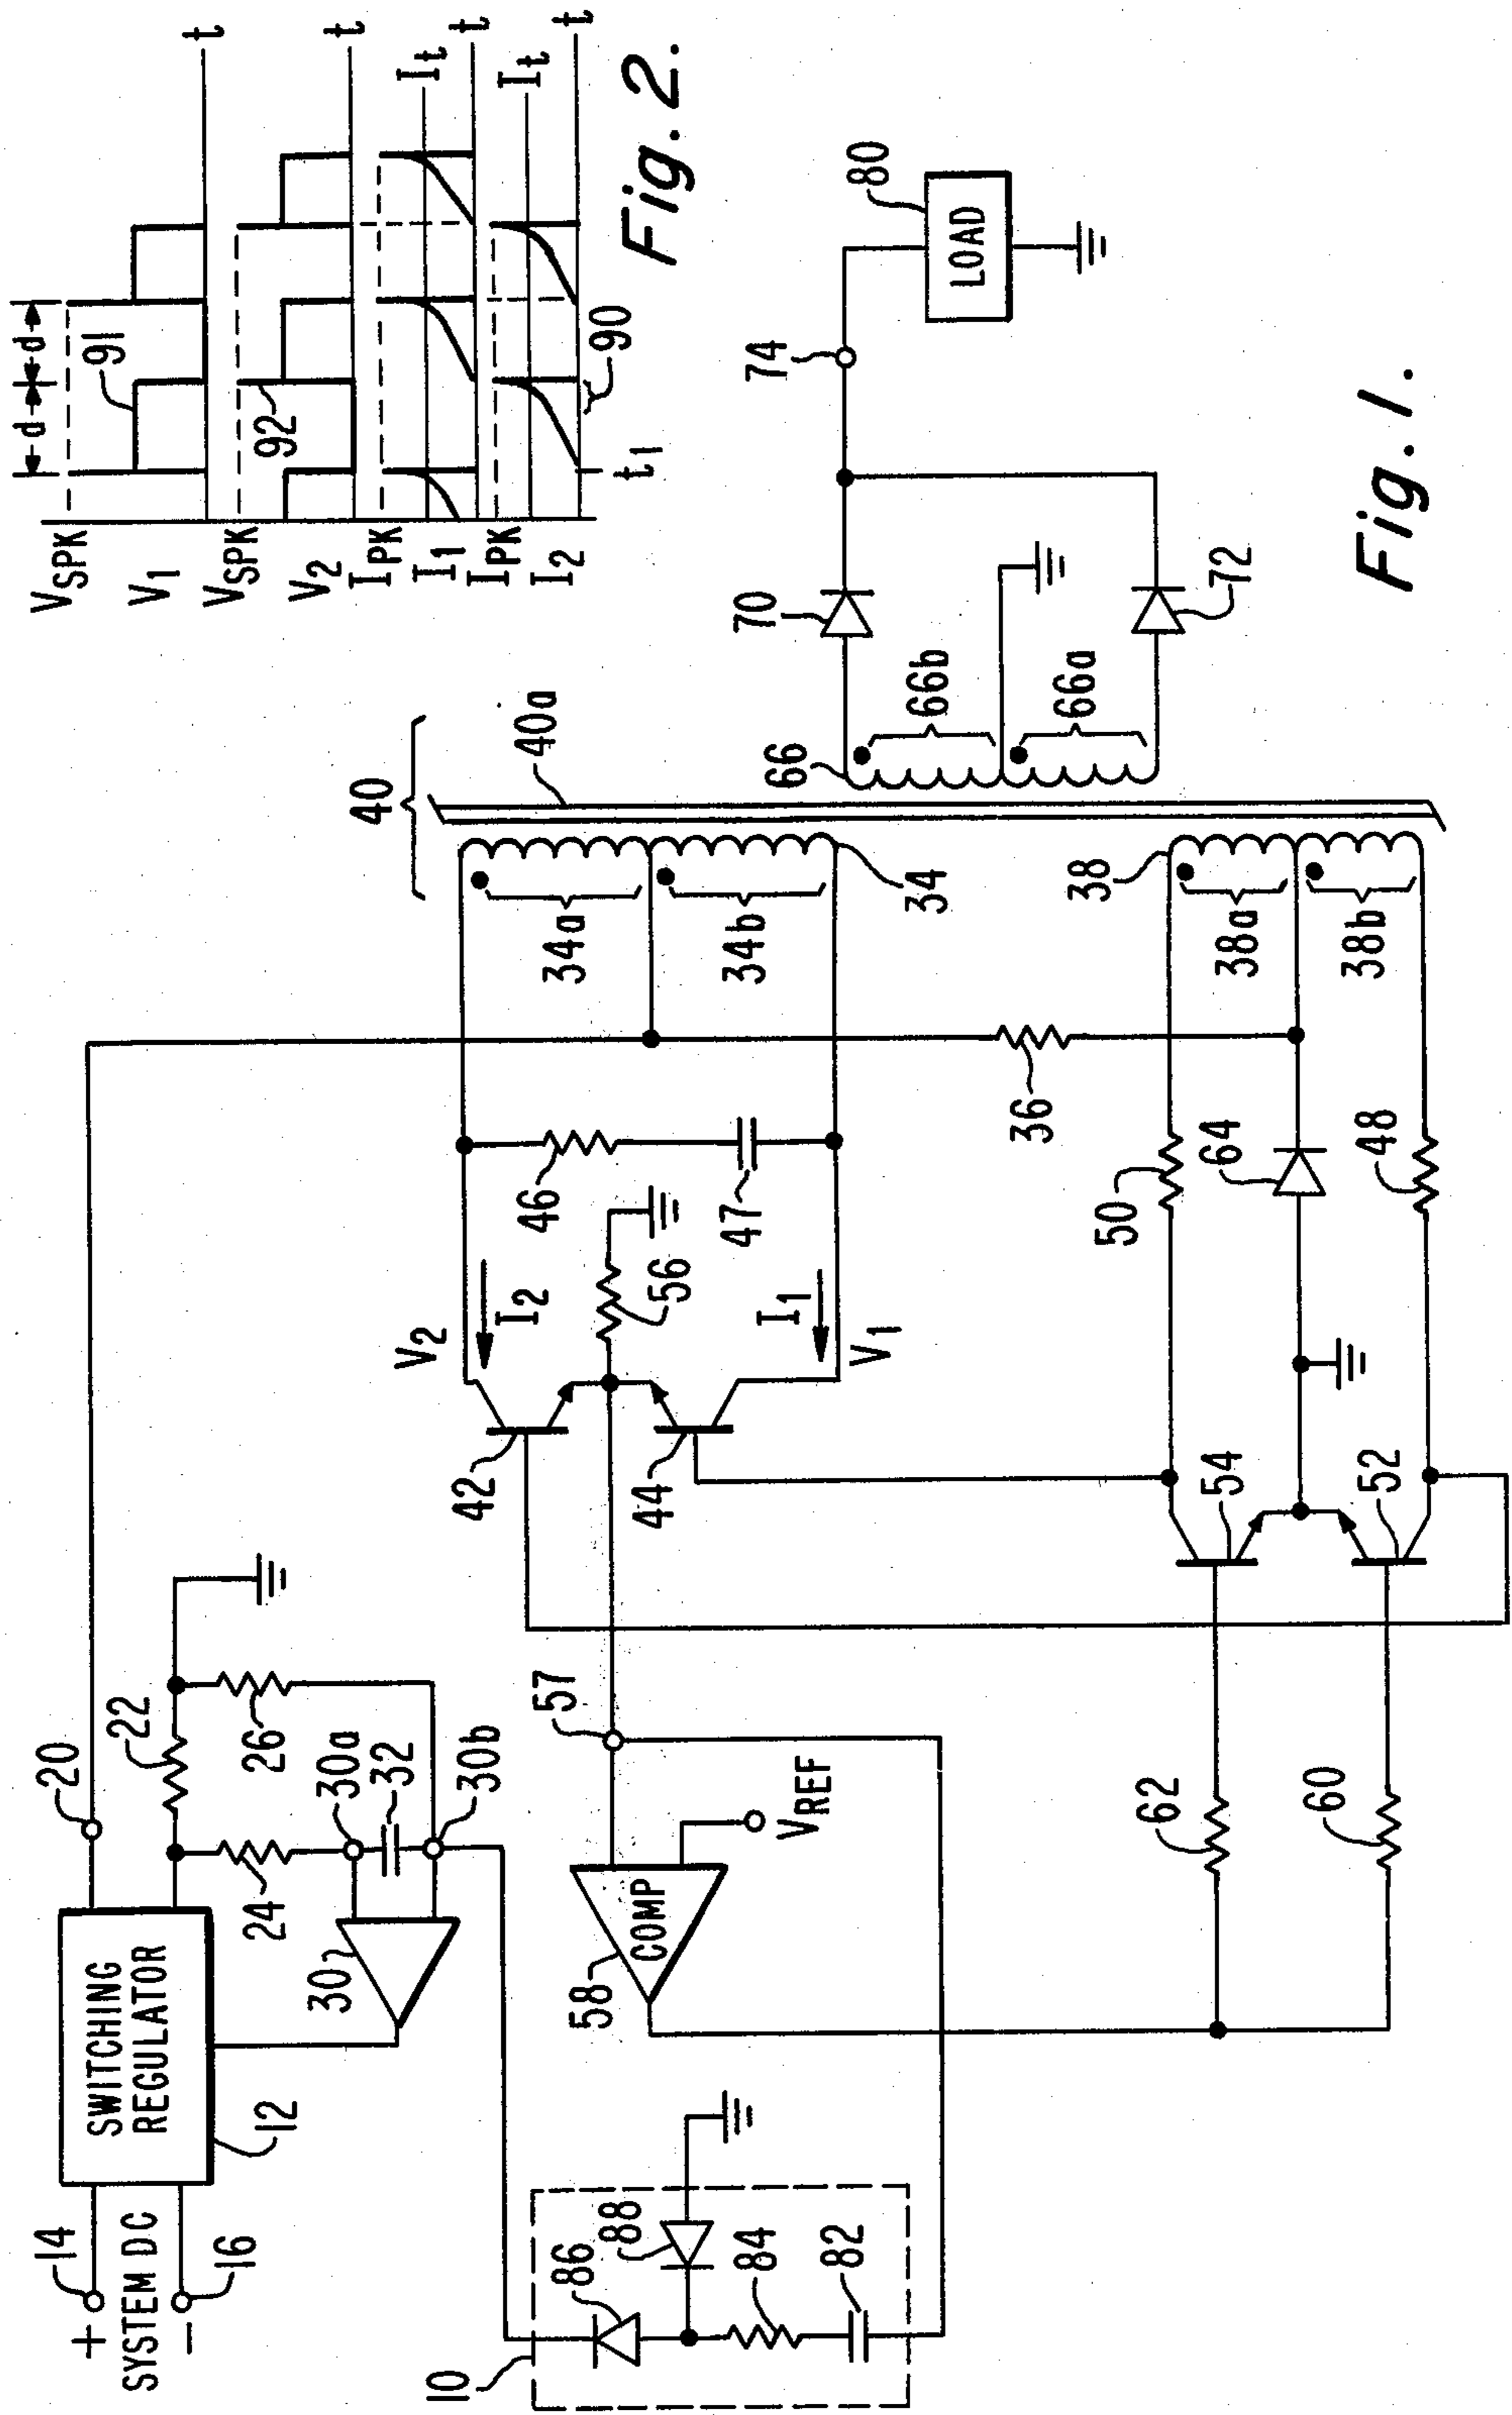 14
+
SYSTEM DC
−
16
SWITCHING
REGULATOR
12
20
22
24
26
30
30a
32
30b
10
86
88
84
82
57
58
COMP
VREF
62
60
42
44
V2
I2
56
46
47
I1
V1
54
52
50
64
48
36
34a
34b
34
38
38a
38b
40
40a
66
66b
66a
70
72
74
80
LOAD
Fig. 1.
VSPK
V1
VSPK
V2
IPK
I1
IPK
I2
d
d
91
92
t
t
It
t
It
t
t1
90
Fig. 2.